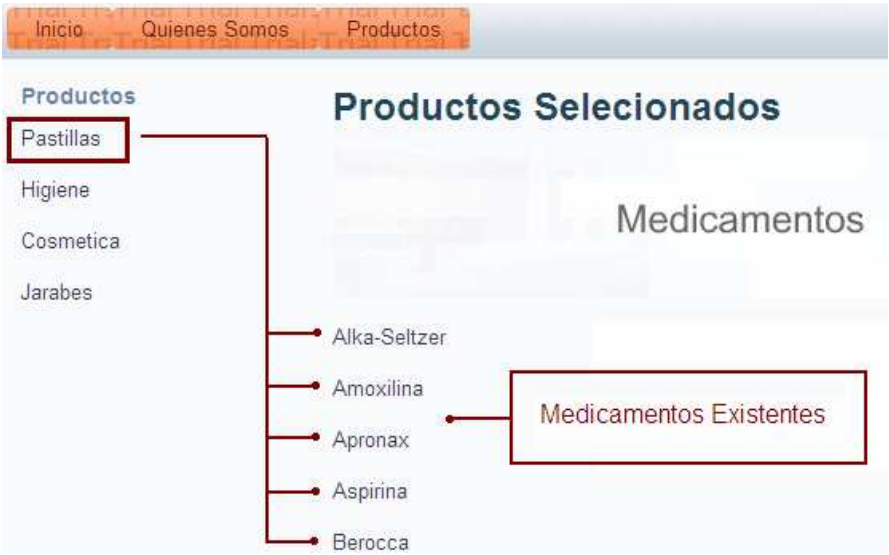 Inicio Quienes Somos Productos
Productos
Pastillas
Higiene
Cosmetica
Jarabes
Productos Selecionados
Medicamentos
Alka-Seltzer
Amoxilina
Apronax
Aspirina
Berocca
Medicamentos Existentes